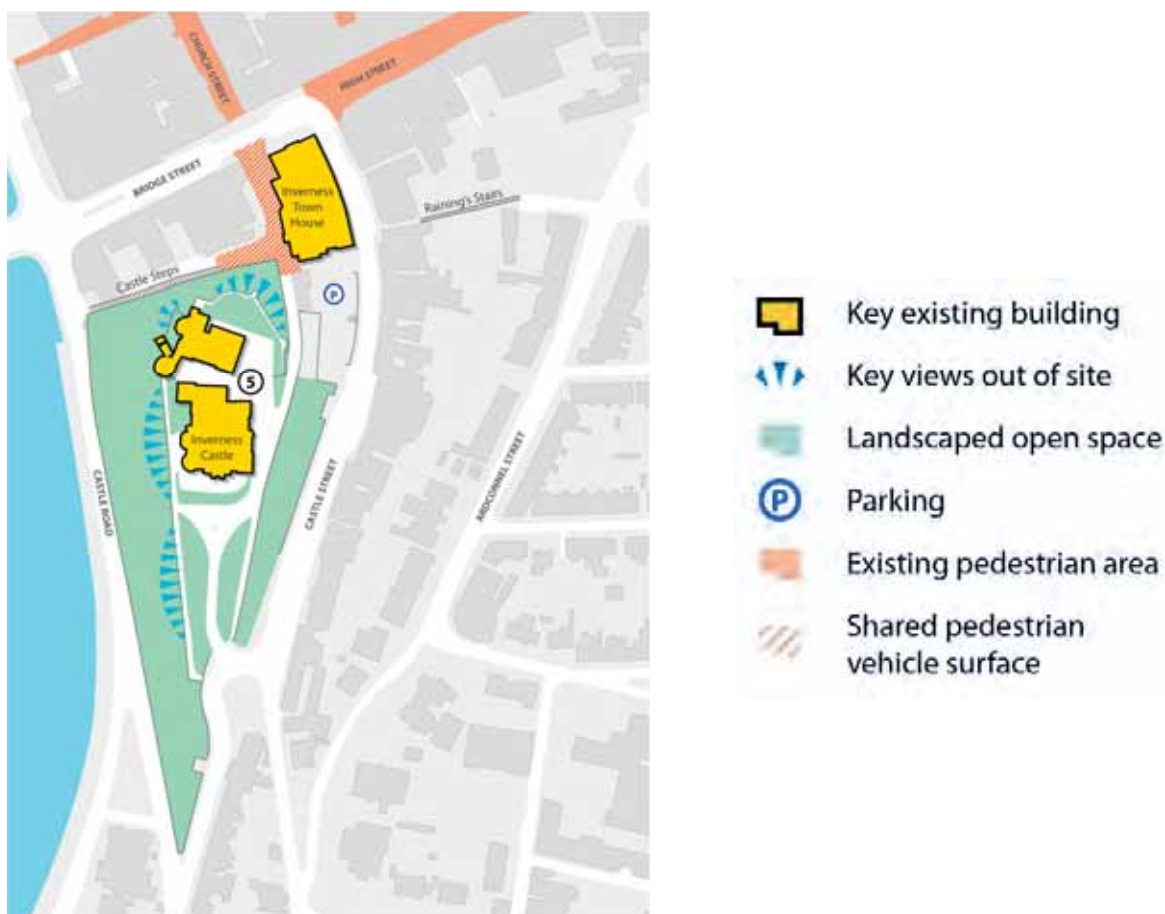 CHURCH STREET
HIGH STREET
BRIDGE STREET
Inverness
Town
House
Raining's Stairs
Castle Steps
P
5
Inverness
Castle
CASTLE ROAD
CASTLE STREET
ARDCONNEL STREET
Key existing building
Key views out of site
Landscaped open space
P
Parking
Existing pedestrian area
Shared pedestrian
vehicle surface